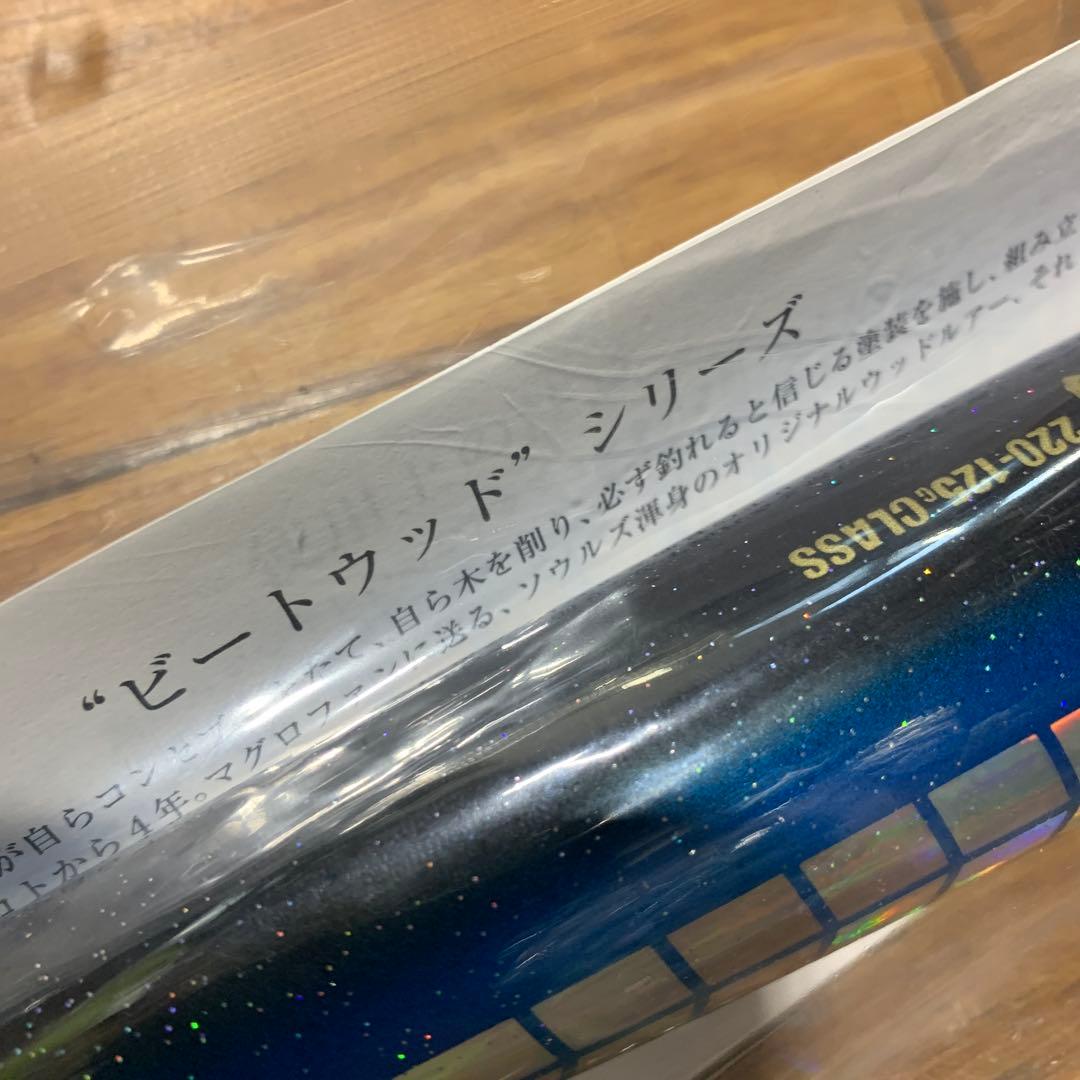 “ビートウッド” シリーズ
が自らコンセプトをたて、自ら木を削り、必ず釣れると信じる塗装を施し、組み立
ロトから4年。マグロファンに送る、ソウルズ渾身のオリジナルウッドルアー、それ
220-125GCLASS